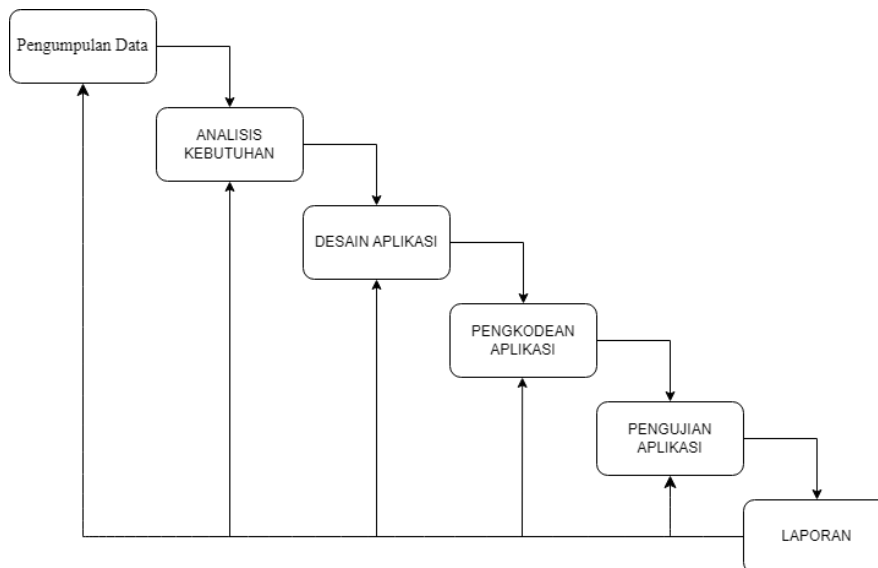 Pengumpulan Data
ANALISIS
KEBUTUHAN
DESAIN APLIKASI
PENGKODEAN
APLIKASI
PENGUJIAN
APLIKASI
LAPORAN